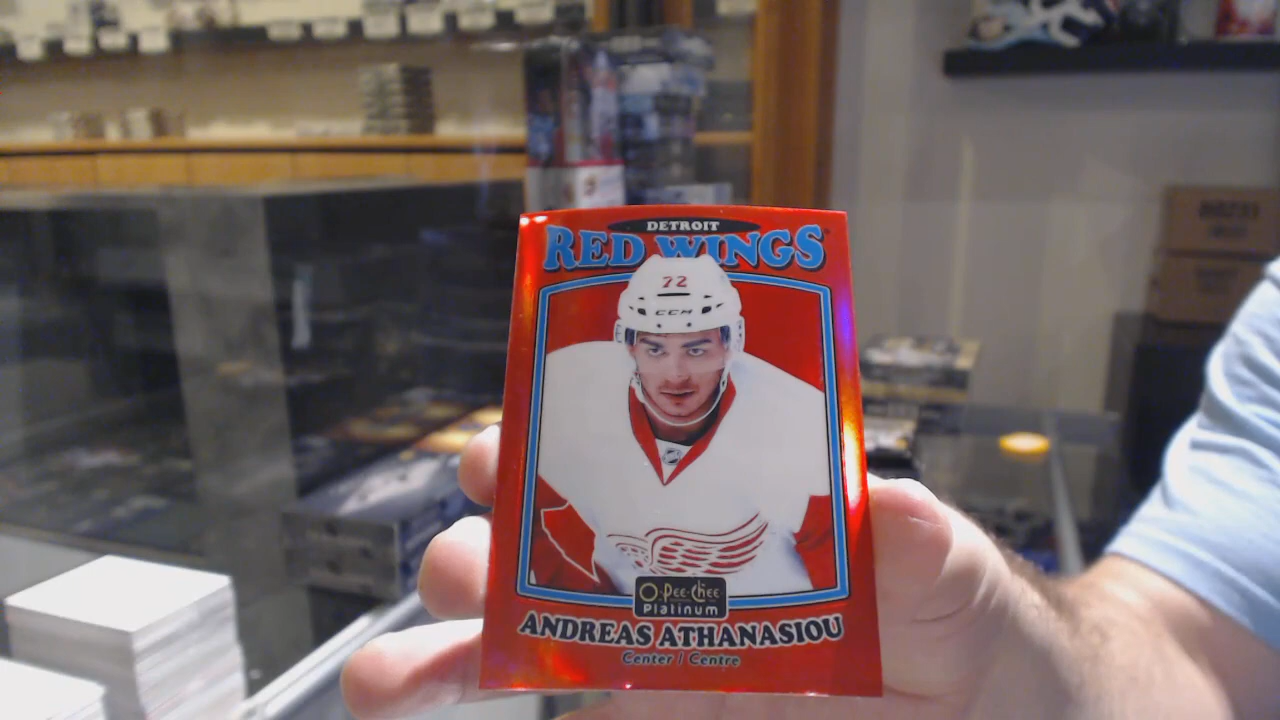 DETROIT
RED WINGS
72
CCM
O-Pee-Chee
Platinum
ANDREAS ATHANASIOU
Center / Centre